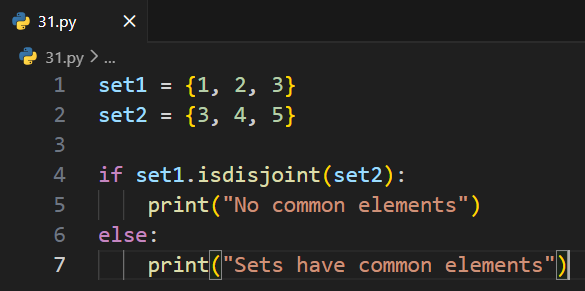 31.py ×
31.py > ...
1 set1 = {1, 2, 3}
2 set2 = {3, 4, 5}
3
4 if set1.isdisjoint(set2):
5     print("No common elements")
6 else:
7     print("Sets have common elements")